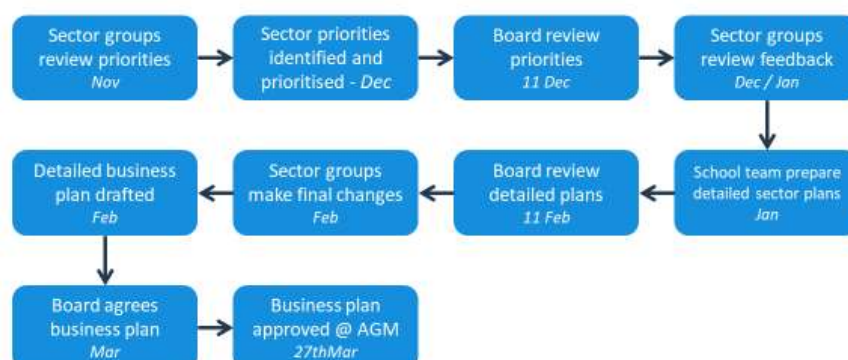 Sector groups
review priorities
Nov
Sector priorities
identified and
prioritised - Dec
Board review
priorities
11 Dec
Sector groups
review feedback
Dec / Jan
School team prepare
detailed sector plans
Jan
Board review
detailed plans
11 Feb
Sector groups
make final changes
Feb
Detailed business
plan drafted
Feb
Board agrees
business plan
Mar
Business plan
approved @ AGM
27thMar